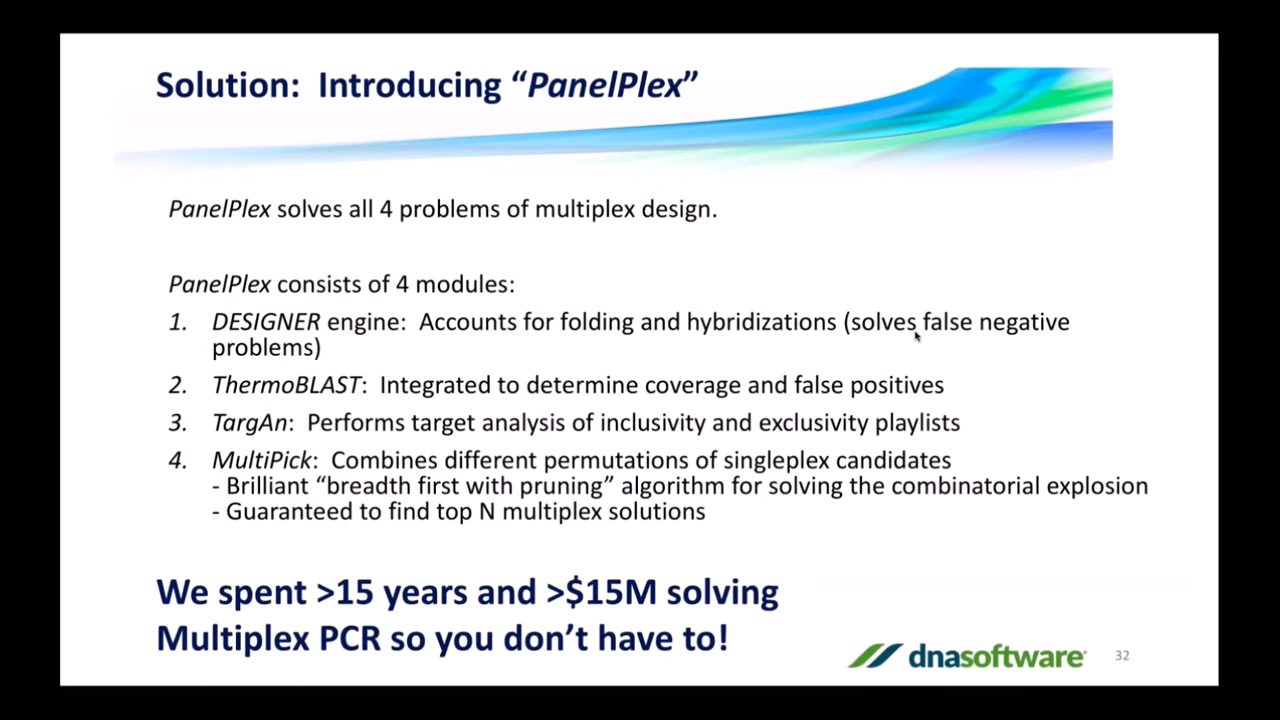 Solution: Introducing “PanelPlex”
PanelPlex solves all 4 problems of multiplex design.
PanelPlex consists of 4 modules:
1. DESIGNER engine: Accounts for folding and hybridizations (solves false negative
problems)
2. ThermoBLAST: Integrated to determine coverage and false positives
3. TargAn: Performs target analysis of inclusivity and exclusivity playlists
4. MultiPick: Combines different permutations of singleplex candidates
- Brilliant “breadth first with pruning” algorithm for solving the combinatorial explosion
- Guaranteed to find top N multiplex solutions
We spent >15 years and >$15M solving
Multiplex PCR so you don’t have to!
dnasoftware
32